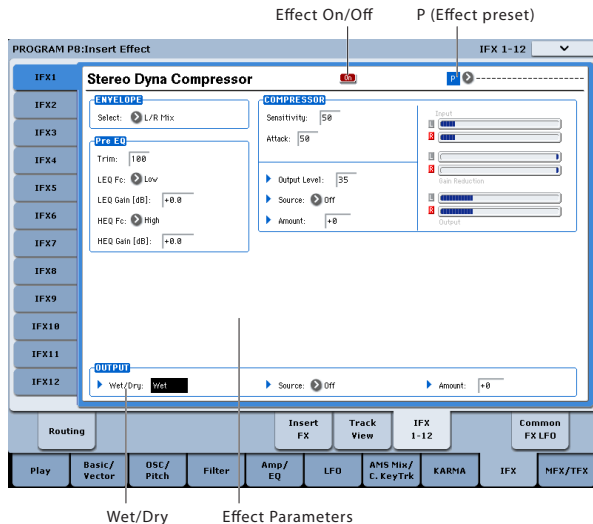 Effect On/Off P (Effect preset)
PROGRAM P8:Insert Effect IFX 1-12
IFX1
IFX2
IFX3
IFX4
IFX5
IFX6
IFX7
IFX8
IFX9
IFX10
IFX11
IFX12
Stereo Dyna Compressor On P ------------------------
ENVELOPE
Select: L/R Mix
Pre EQ
Trim: 100
LEQ Fc: Low
LEQ Gain [dB]: +0.0
HEQ Fc: High
HEQ Gain [dB]: +0.0
COMPRESSOR
Sensitivity: 50
Attack: 50
Output Level: 35
Source: Off
Amount: +0
Input
L
R
L
R
Gain Reduction
L
R
Output
OUTPUT
Wet/Dry: Wet Source: Off Amount: +0
Routing Insert FX Track View IFX 1-12 Common FX LFO
Play Basic/Vector OSC/Pitch Filter Amp/EQ LFO AMS Mix/C. KeyTrk KARMA IFX MFX/TFX
Wet/Dry Effect Parameters